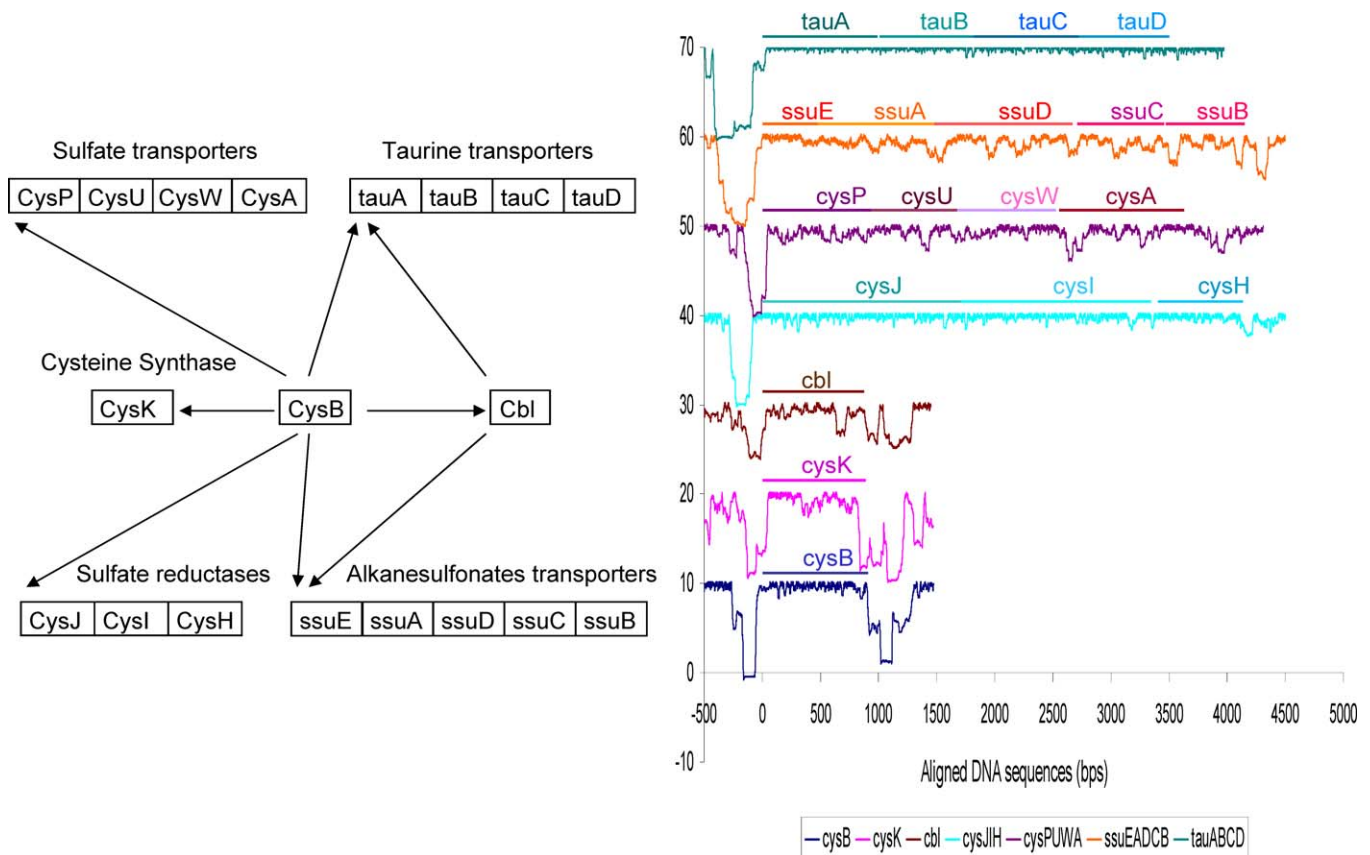 Sulfate transporters
CysP CysU CysW CysA
Taurine transporters
tauA tauB tauC tauD
Cysteine Synthase
CysK
CysB
Cbl
Sulfate reductases
CysJ CysI CysH
Alkanesulfonates transporters
ssuE ssuA ssuD ssuC ssuB
tauA tauB tauC tauD
70
ssuE ssuA ssuD ssuC ssuB
60
cysP cysU cysW cysA
50
cysJ cysI cysH
40
cbl
30
cysK
20
cysB
10
0
-500 0 500 1000 1500 2000 2500 3000 3500 4000 4500 5000
-10
Aligned DNA sequences (bps)
cysB cysK cbl cysJIH cysPUWA ssuEADCB tauABCD